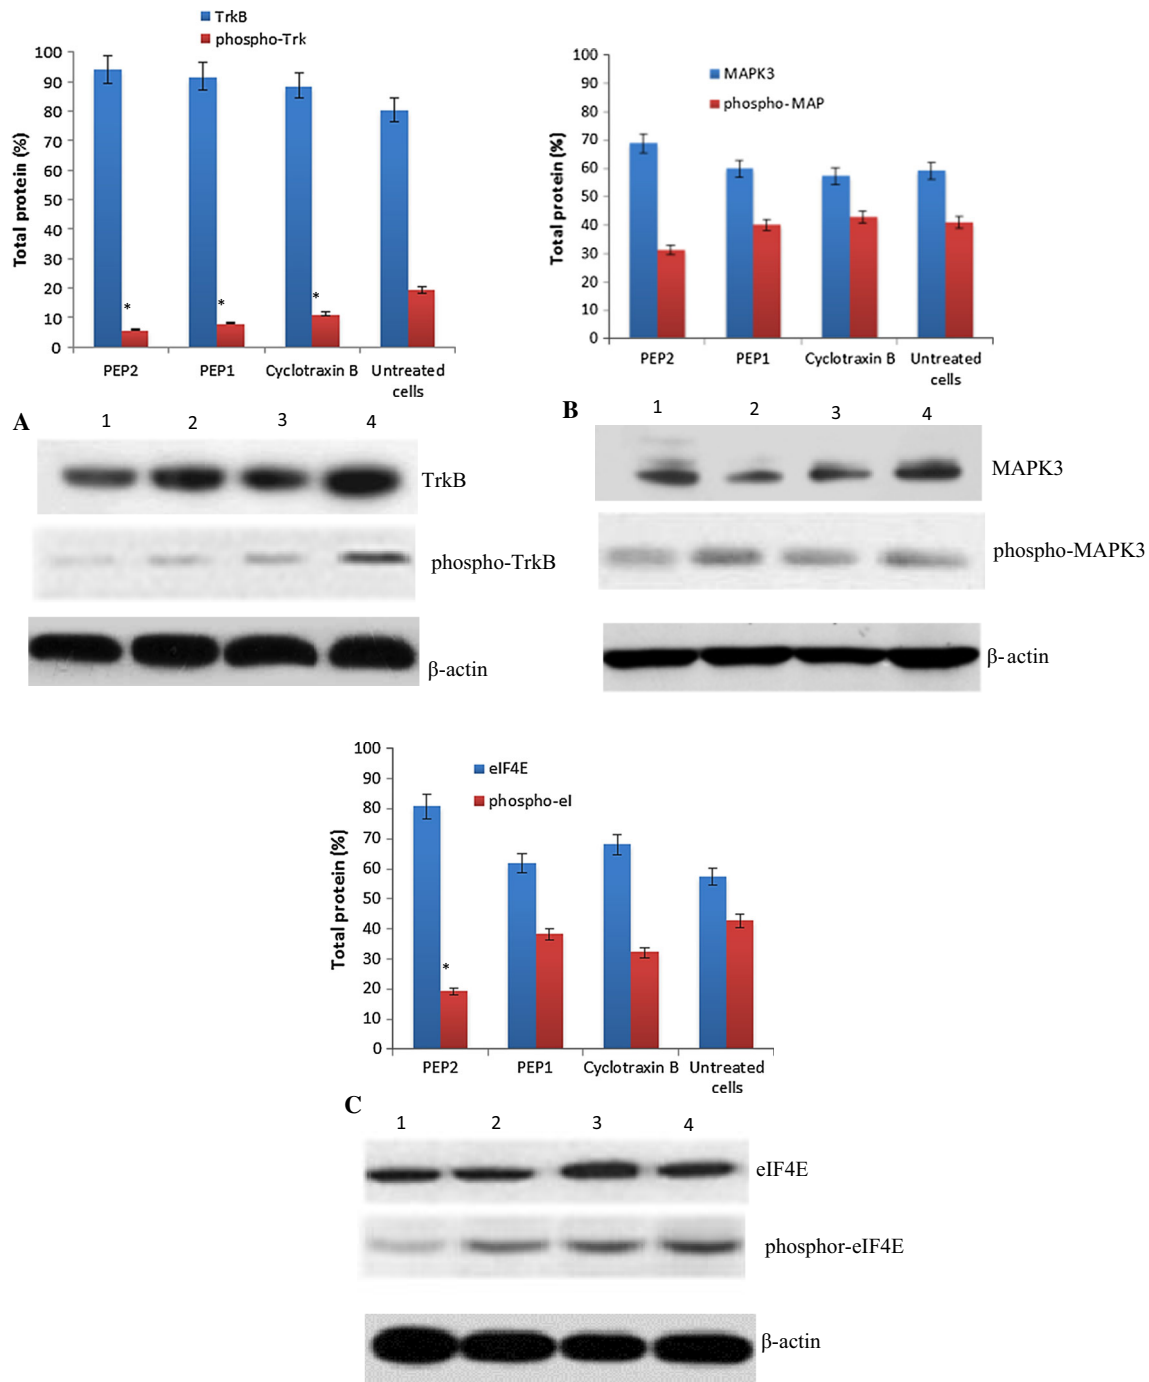 TrkB
phospho-Trk
100
90
80
70
60
50
40
30
20
10
0
Total protein (%)
*
*
*
PEP2 PEP1 Cyclotraxin B Untreated cells
MAPK3
phospho-MAP
100
90
80
70
60
50
40
30
20
10
0
Total protein (%)
PEP2 PEP1 Cyclotraxin B Untreated cells
A
1 2 3 4
TrkB
phospho-TrkB
β-actin
B
1 2 3 4
MAPK3
phospho-MAPK3
β-actin
eIF4E
phospho-eI
100
90
80
70
60
50
40
30
20
10
0
Total protein (%)
*
PEP2 PEP1 Cyclotraxin B Untreated cells
C
1 2 3 4
eIF4E
phosphor-eIF4E
β-actin